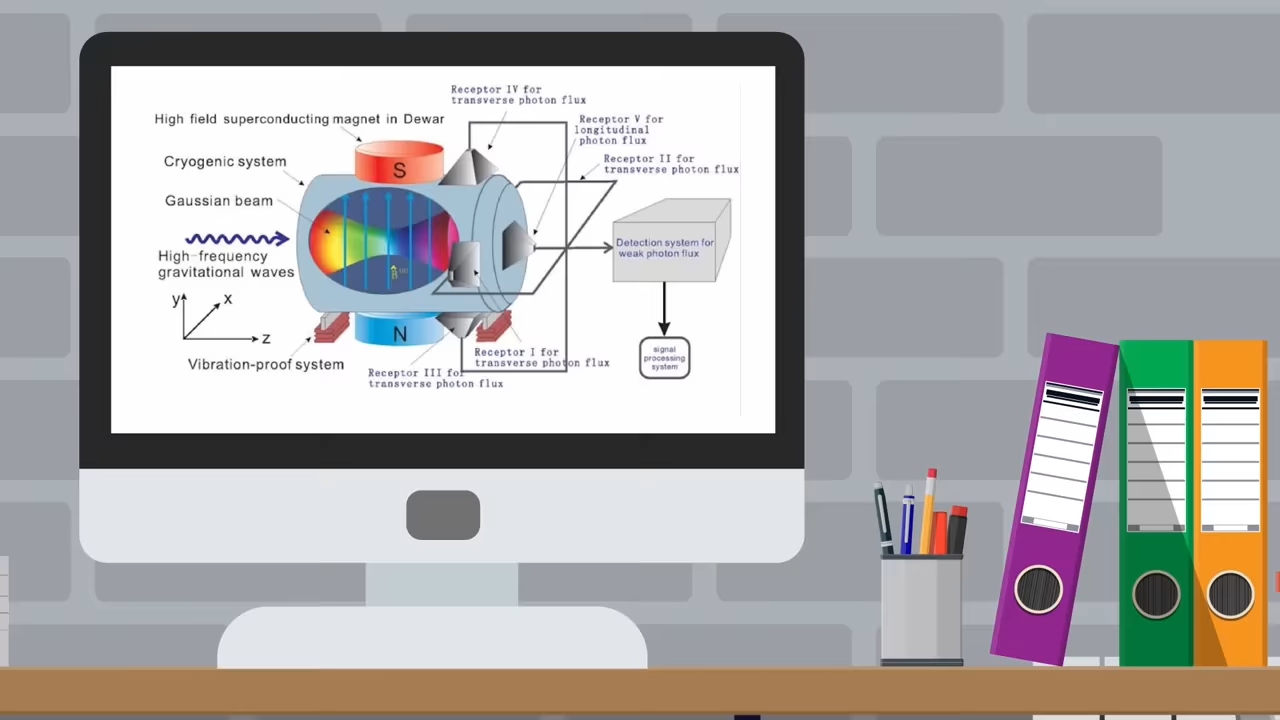 Receptor IV for
transverse photon flux
High field superconducting magnet in Dewar
Receptor V for
longitudinal
photon flux
Cryogenic system
S
Receptor II for
transverse photon flux
Gaussian beam
Detection system for
weak photon flux
High-frequency
gravitational waves
y
x
z
N
Vibration-proof system
signal
processing
system
Receptor I for
transverse photon flux
Receptor III for
transverse photon flux